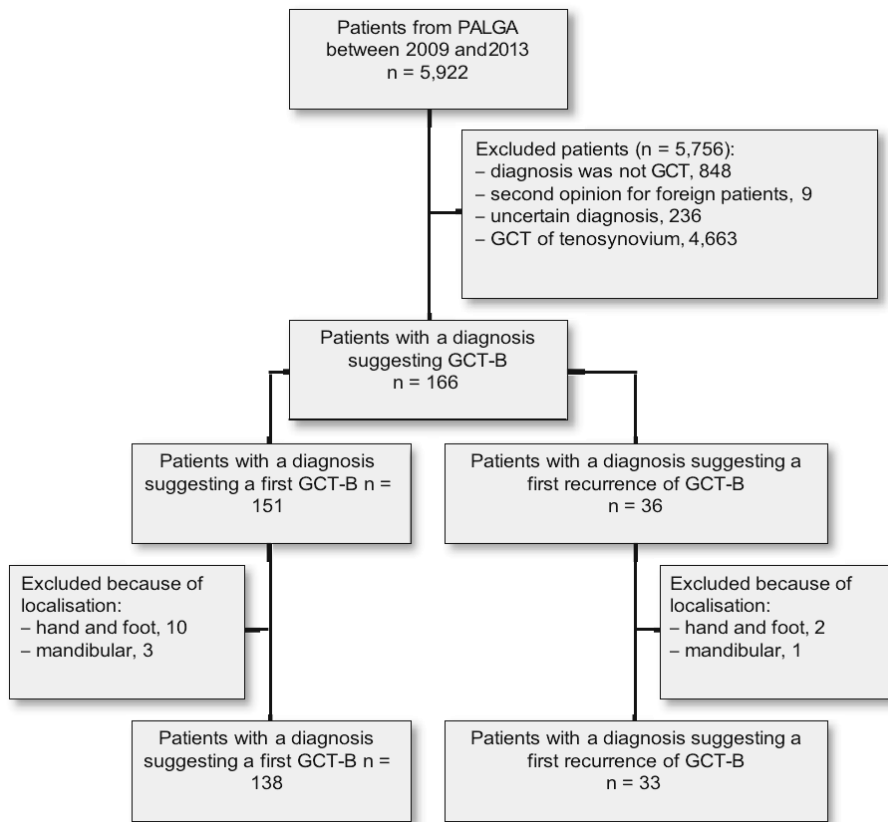 Patients from PALGA
between 2009 and2013
n = 5,922
Excluded patients (n = 5,756):
– diagnosis was not GCT, 848
– second opinion for foreign patients, 9
– uncertain diagnosis, 236
– GCT of tenosynovium, 4,663
Patients with a diagnosis
suggesting GCT-B
n = 166
Patients with a diagnosis
suggesting a first GCT-B n =
151
Patients with a diagnosis suggesting a
first recurrence of GCT-B
n = 36
Excluded because of
localisation:
– hand and foot, 10
– mandibular, 3
Excluded because of
localisation:
– hand and foot, 2
– mandibular, 1
Patients with a diagnosis
suggesting a first GCT-B n =
138
Patients with a diagnosis suggesting a
first recurrence of GCT-B
n = 33